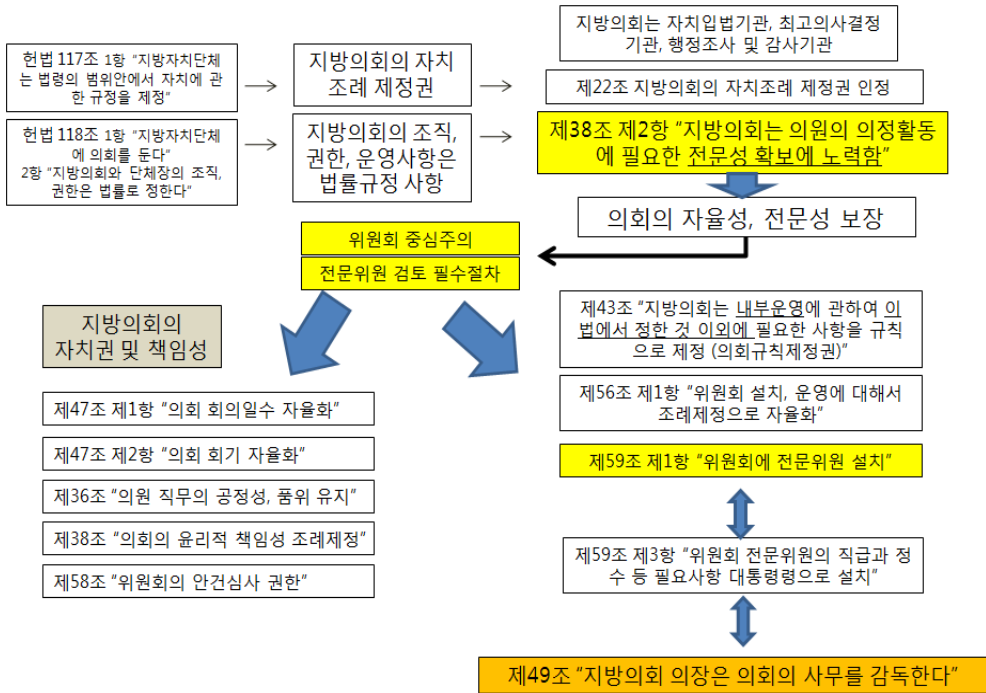 헌법 117조 1항 "지방자치단체
는 법령의 범위안에서 자치에 관
한 규정을 제정"
지방의회의 자치
조례 제정권
지방의회는 자치입법기관, 최고의사결정
기관, 행정조사 및 감사기관
제22조 지방의회의 자치조례 제정권 인정
헌법 118조 1항 "지방자치단체
에 의회를 둔다"
2항 "지방의회와 단체장의 조직,
권한은 법률로 정한다"
지방의회의 조직,
권한, 운영사항은
법률규정 사항
제38조 제2항 "지방의회는 의원의 의정활동
에 필요한 전문성 확보에 노력함"
의회의 자율성, 전문성 보장
위원회 중심주의
전문위원 검토 필수절차
지방의회의
자치권 및 책임성
제47조 제1항 "의회 회의일수 자율화"
제47조 제2항 "의회 회기 자율화"
제36조 "의원 직무의 공정성, 품위 유지"
제38조 "의회의 윤리적 책임성 조례제정"
제58조 "위원회의 안건심사 권한"
제43조 "지방의회는 내부운영에 관하여 이
법에서 정한 것 이외에 필요한 사항을 규칙
으로 제정 (의회규칙제정권)"
제56조 제1항 "위원회 설치, 운영에 대해서
조례제정으로 자율화"
제59조 제1항 "위원회에 전문위원 설치"
제59조 제3항 "위원회 전문위원의 직급과 정
수 등 필요사항 대통령령으로 설치"
제49조 "지방의회 의장은 의회의 사무를 감독한다"